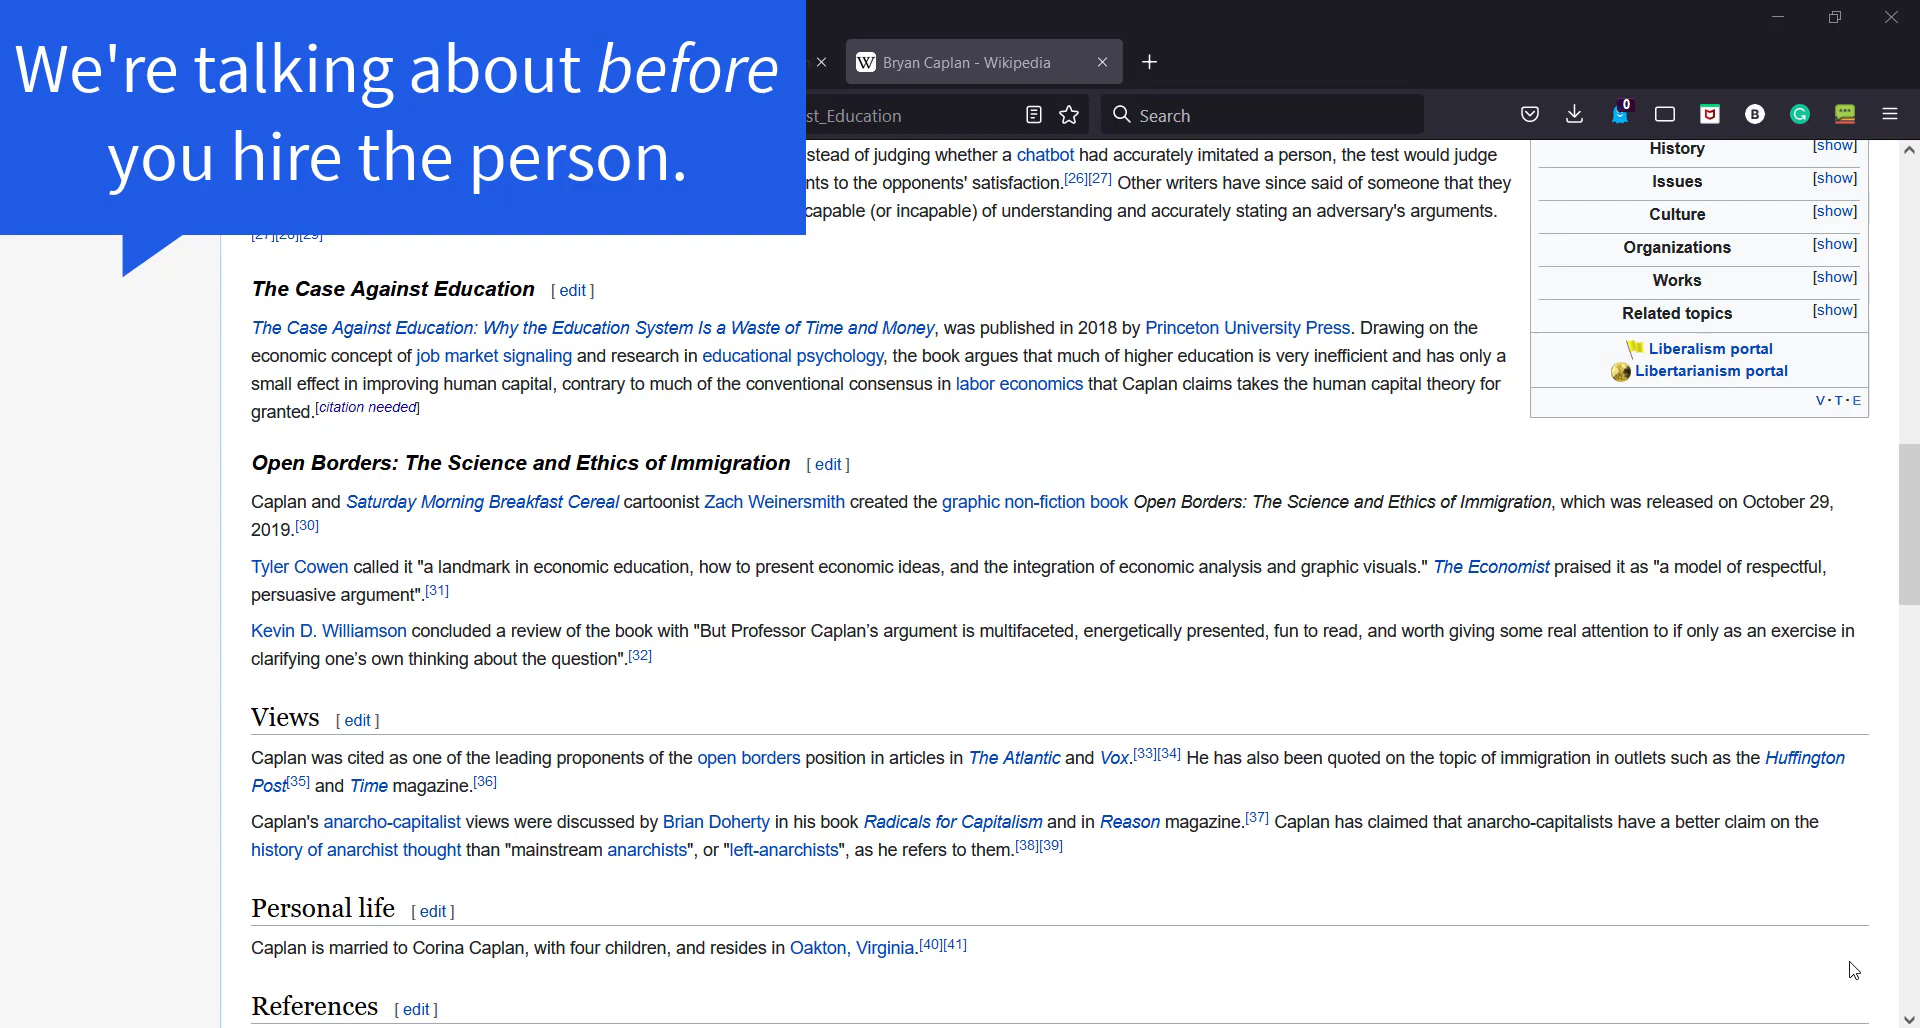 We're talking about before
you hire the person.
Bryan Caplan - Wikipedia
st_Education
Search
0
B
stead of judging whether a chatbot had accurately imitated a person, the test would judge
nts to the opponents' satisfaction.[26][27] Other writers have since said of someone that they
capable (or incapable) of understanding and accurately stating an adversary's arguments.
[27][28][29]
The Case Against Education [ edit ]
The Case Against Education: Why the Education System Is a Waste of Time and Money, was published in 2018 by Princeton University Press. Drawing on the
economic concept of job market signaling and research in educational psychology, the book argues that much of higher education is very inefficient and has only a
small effect in improving human capital, contrary to much of the conventional consensus in labor economics that Caplan claims takes the human capital theory for
granted.[citation needed]
History [show]
Issues [show]
Culture [show]
Organizations [show]
Works [show]
Related topics [show]
Liberalism portal
Libertarianism portal
V · T · E
Open Borders: The Science and Ethics of Immigration [ edit ]
Caplan and Saturday Morning Breakfast Cereal cartoonist Zach Weinersmith created the graphic non-fiction book Open Borders: The Science and Ethics of Immigration, which was released on October 29,
2019.[30]
Tyler Cowen called it "a landmark in economic education, how to present economic ideas, and the integration of economic analysis and graphic visuals." The Economist praised it as "a model of respectful,
persuasive argument".[31]
Kevin D. Williamson concluded a review of the book with "But Professor Caplan’s argument is multifaceted, energetically presented, fun to read, and worth giving some real attention to if only as an exercise in
clarifying one’s own thinking about the question".[32]
Views [ edit ]
Caplan was cited as one of the leading proponents of the open borders position in articles in The Atlantic and Vox.[33][34] He has also been quoted on the topic of immigration in outlets such as the Huffington
Post[35] and Time magazine.[36]
Caplan's anarcho-capitalist views were discussed by Brian Doherty in his book Radicals for Capitalism and in Reason magazine.[37] Caplan has claimed that anarcho-capitalists have a better claim on the
history of anarchist thought than "mainstream anarchists", or "left-anarchists", as he refers to them.[38][39]
Personal life [ edit ]
Caplan is married to Corina Caplan, with four children, and resides in Oakton, Virginia.[40][41]
References [ edit ]